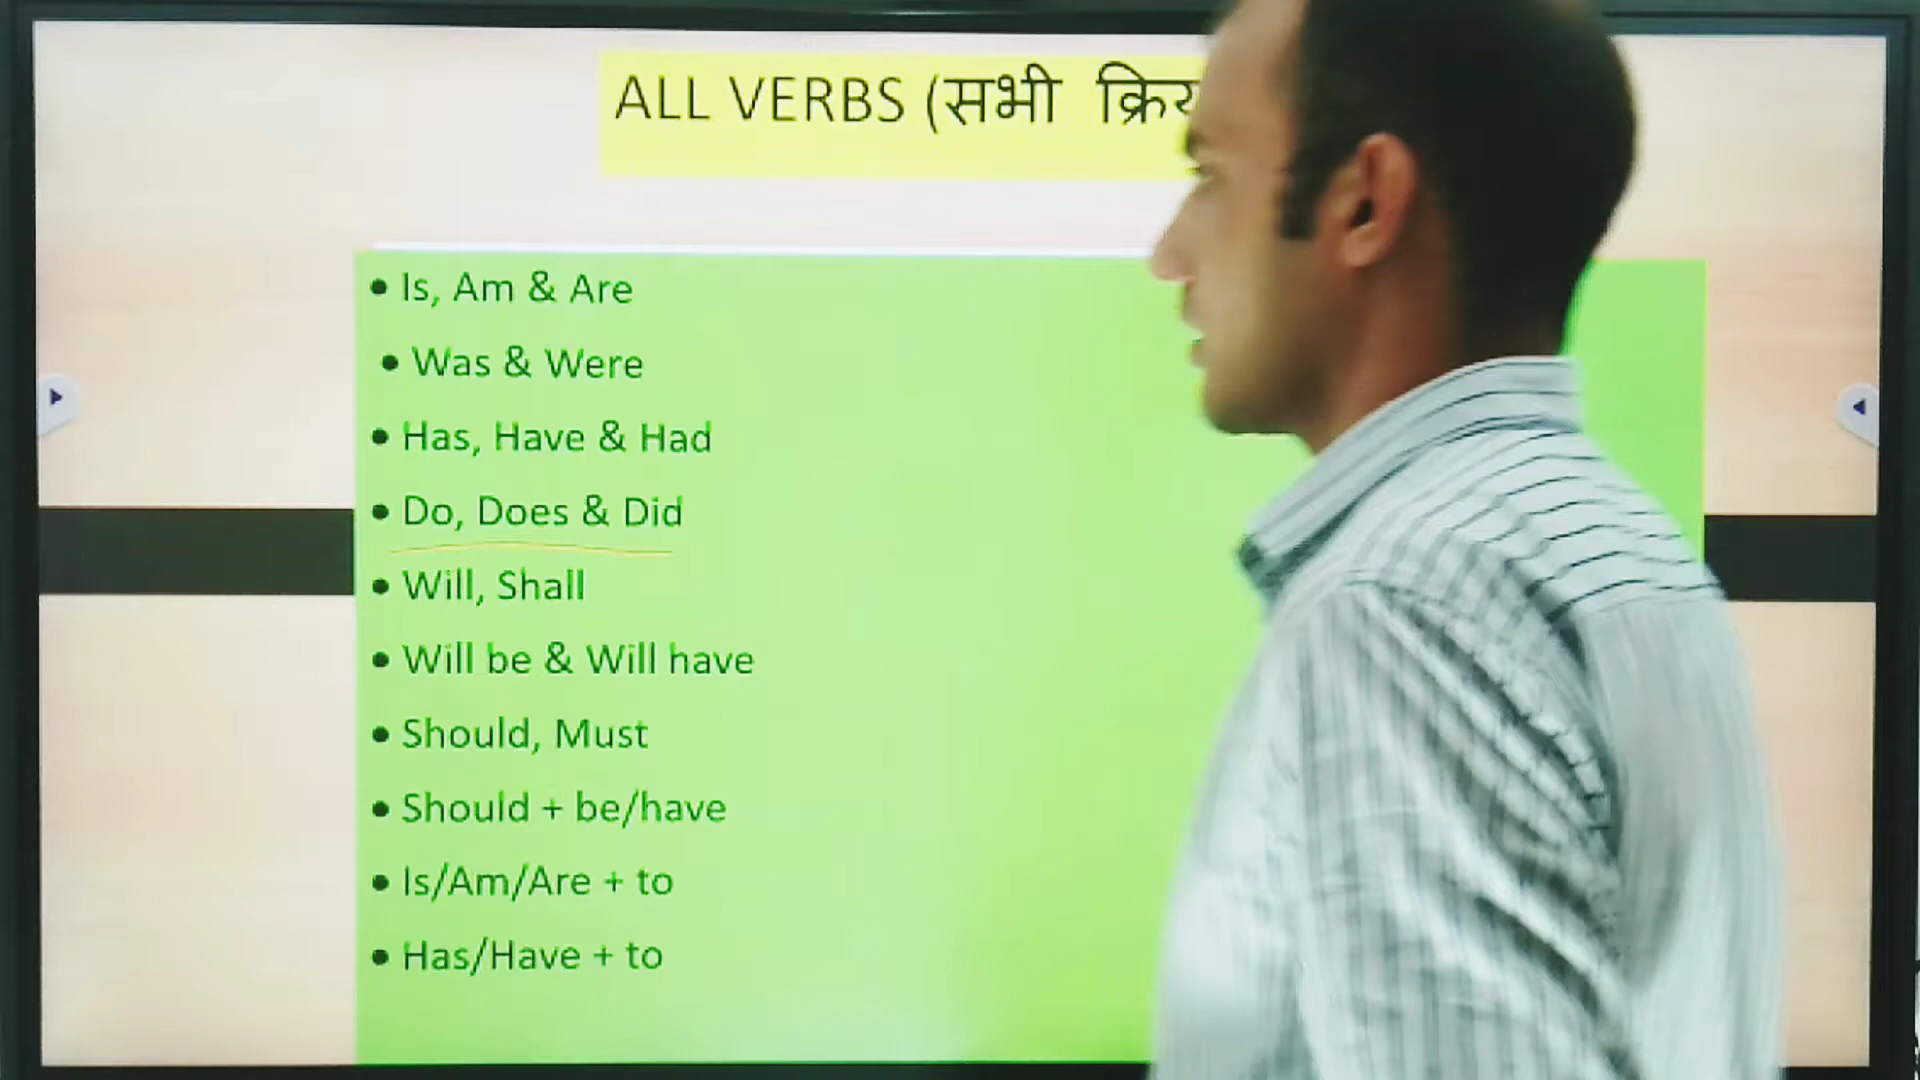 ALL VERBS (सभी
• Is, Am & Are
• Was & Were
• Has, Have & Had
• Do, Does & Did
• Will, Shall
• Will be & Will have
• Should, Must
• Should + be/have
• Is/Am/Are + to
• Has/Have + to